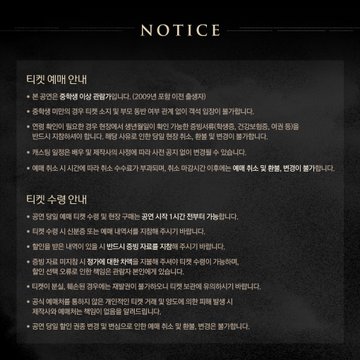 NOTICE
티켓 예매 안내
• 본 공연은 중학생 이상 관람가입니다. (2009년 포함 이전 출생자)
• 중학생 미만의 경우 티켓 소지 및 부모 동반 여부 관계 없이 객석 입장이 불가합니다.
• 연령 확인이 필요한 경우 현장에서 생년월일이 확인 가능한 증빙서류(학생증, 건강보험증, 여권 등)을
반드시 지참하셔야 합니다. 해당 사유로 인한 당일 현장 취소, 환불 및 변경이 불가합니다.
• 캐스팅 일정은 배우 및 제작사의 사정에 따라 사전 공지 없이 변경될 수 있습니다.
• 예매 취소 시 시간에 따라 취소 수수료가 부과되며, 취소 마감시간 이후에는 예매 취소 및 환불, 변경이 불가합니다.
티켓 수령 안내
• 공연 당일 예매 티켓 수령 및 현장 구매는 공연 시작 1시간 전부터 가능합니다.
• 티켓 수령 시 신분증 또는 예매 내역서를 지참해 주시기 바랍니다.
• 할인을 받은 내역이 있을 시 반드시 증빙 자료를 지참해 주시기 바랍니다.
• 증빙 자료 미지참 시 정가에 대한 차액을 지불해 주셔야 티켓 수령이 가능하며,
할인 선택 오류로 인한 책임은 관람자 본인에게 있습니다.
• 티켓이 분실, 훼손된 경우에는 재발권이 불가하오니 티켓 보관에 유의하시기 바랍니다.
• 공식 예매처를 통하지 않은 개인적인 티켓 거래 및 양도에 의한 피해 발생 시
제작사와 예매처는 책임이 없음을 알려드립니다.
• 공연 당일 할인 권종 변경 및 변심으로 인한 예매 취소 및 환불, 변경은 불가합니다.